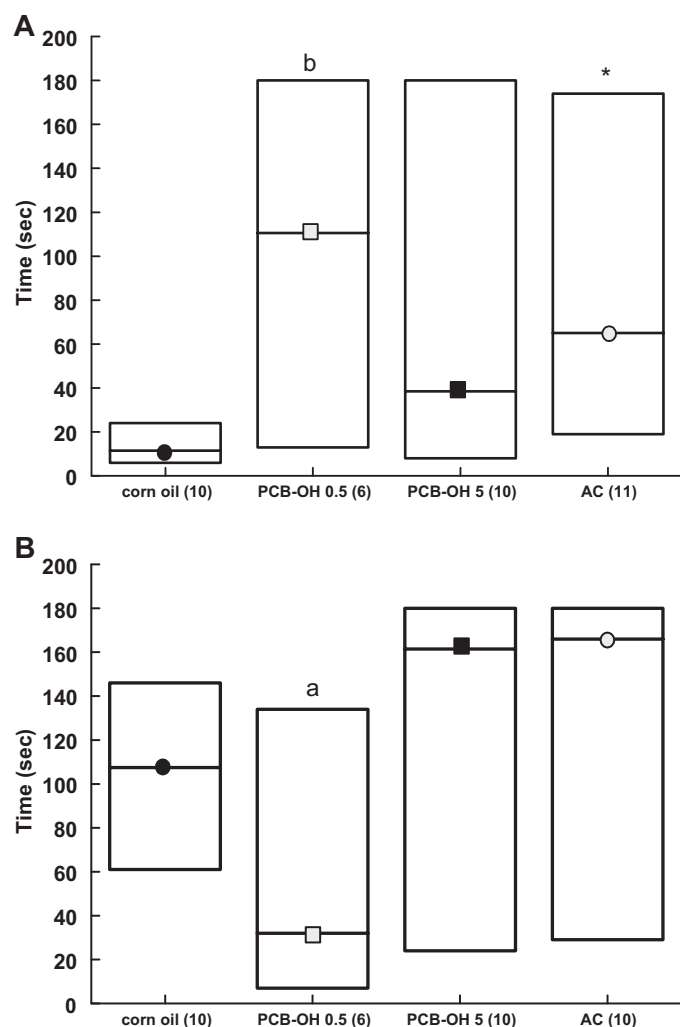 A
200
180
b
*
160
140
120
100
80
60
40
20
0
Time (sec)
corn oil (10) PCB-OH 0.5 (6) PCB-OH 5 (10) AC (11)
B
200
180
160
140
a
120
100
80
60
40
20
0
Time (sec)
corn oil (10) PCB-OH 0.5 (6) PCB-OH 5 (10) AC (10)